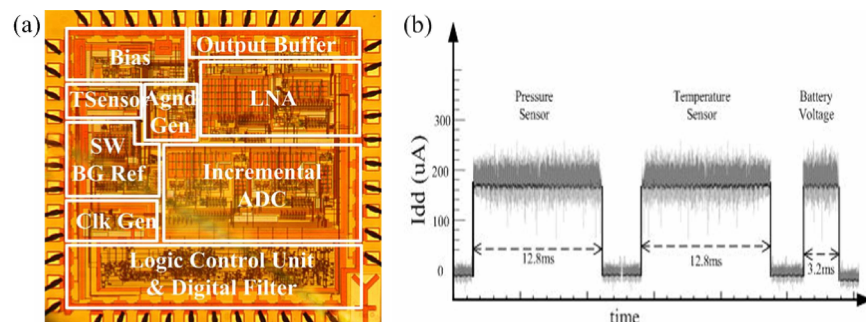 (a)
Bias
Output Buffer
TSensor
Agnd
Gen
LNA
SW
BG Ref
Incremental
ADC
Clk Gen
Logic Control Unit
& Digital Filter
(b)
Idd (uA)
300
200
100
0
Pressure
Sensor
Temperature
Sensor
Battery
Voltage
12.8ms
12.8ms
3.2ms
time